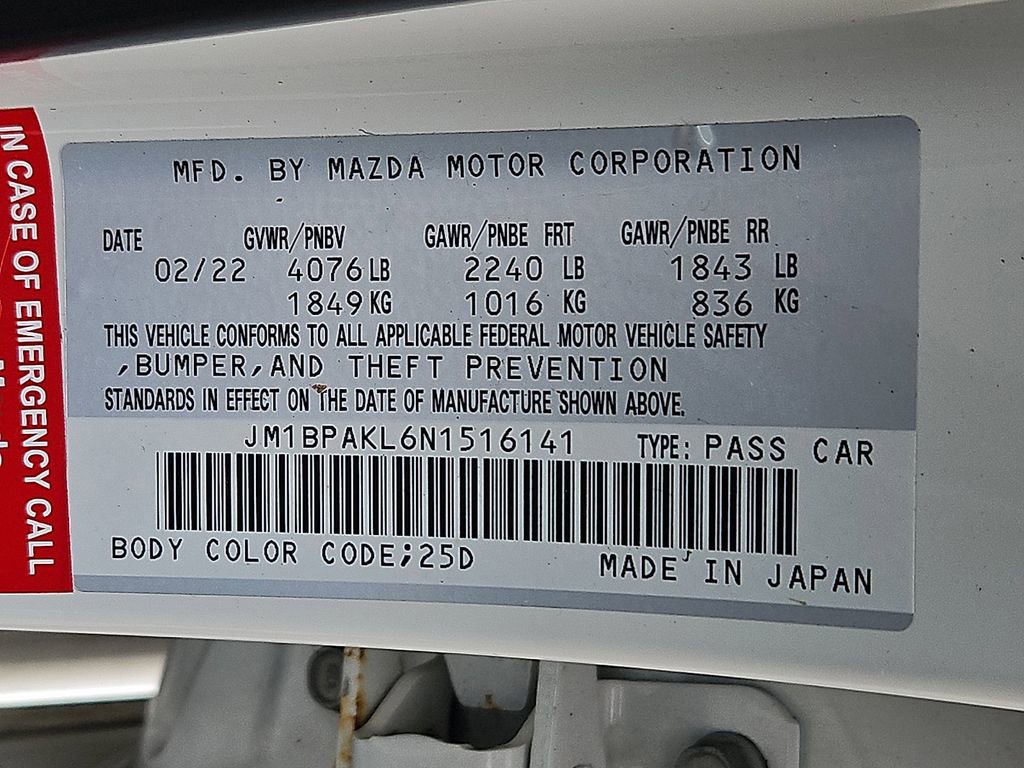 MFD. BY MAZDA MOTOR CORPORATION
DATE GVWR/PNBV GAWR/PNBE FRT GAWR/PNBE RR
02/22 4076 LB 2240 LB 1843 LB
1849 KG 1016 KG 836 KG
THIS VEHICLE CONFORMS TO ALL APPLICABLE FEDERAL MOTOR VEHICLE SAFETY
,BUMPER,AND THEFT PREVENTION
STANDARDS IN EFFECT ON THE DATE OF MANUFACTURE SHOWN ABOVE.
JM1BPAKL6N1516141 TYPE: PASS CAR
BODY COLOR CODE;25D MADE IN JAPAN
IN CASE OF EMERGENCY CALL